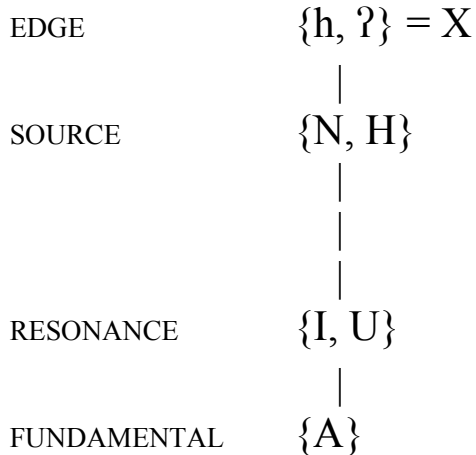 EDGE {h, ʔ} = X
SOURCE {N, H}
RESONANCE {I, U}
FUNDAMENTAL {A}